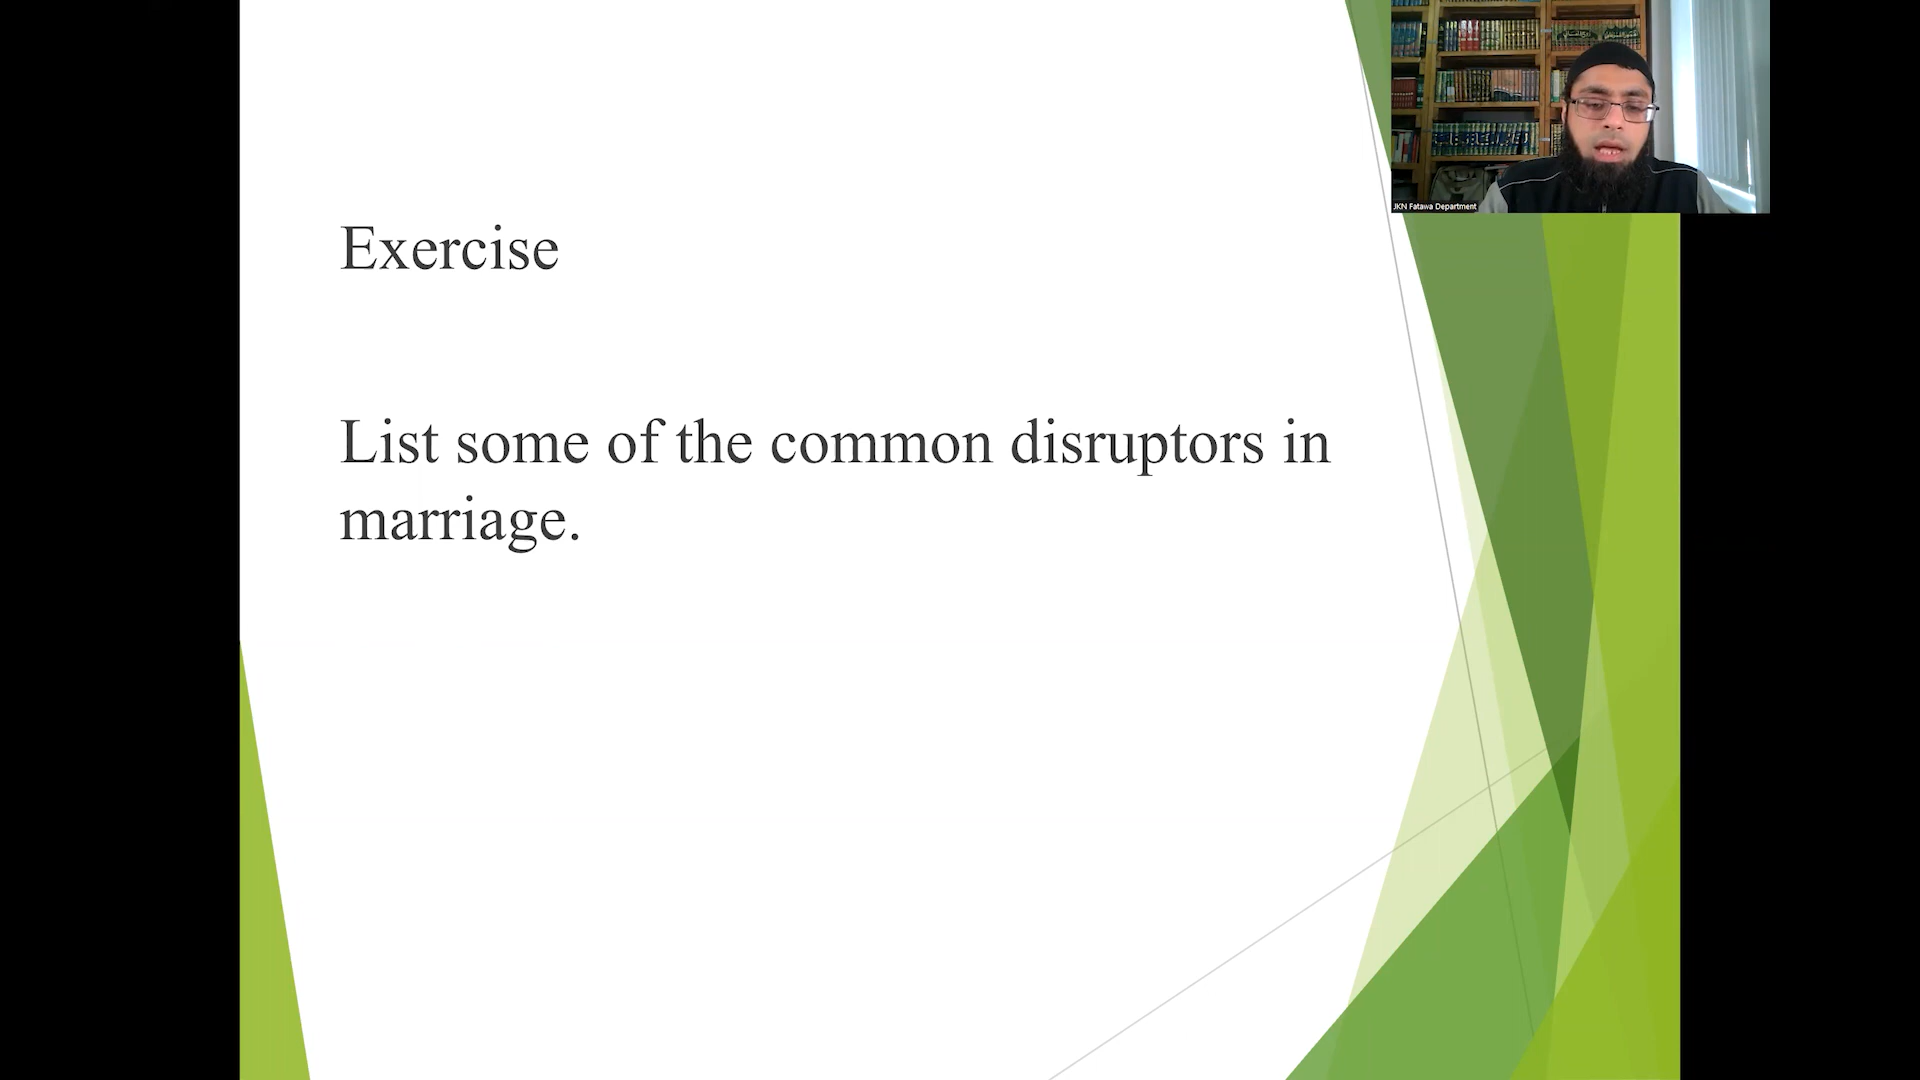 Exercise
List some of the common disruptors in
marriage.
JKN Fatawa Department